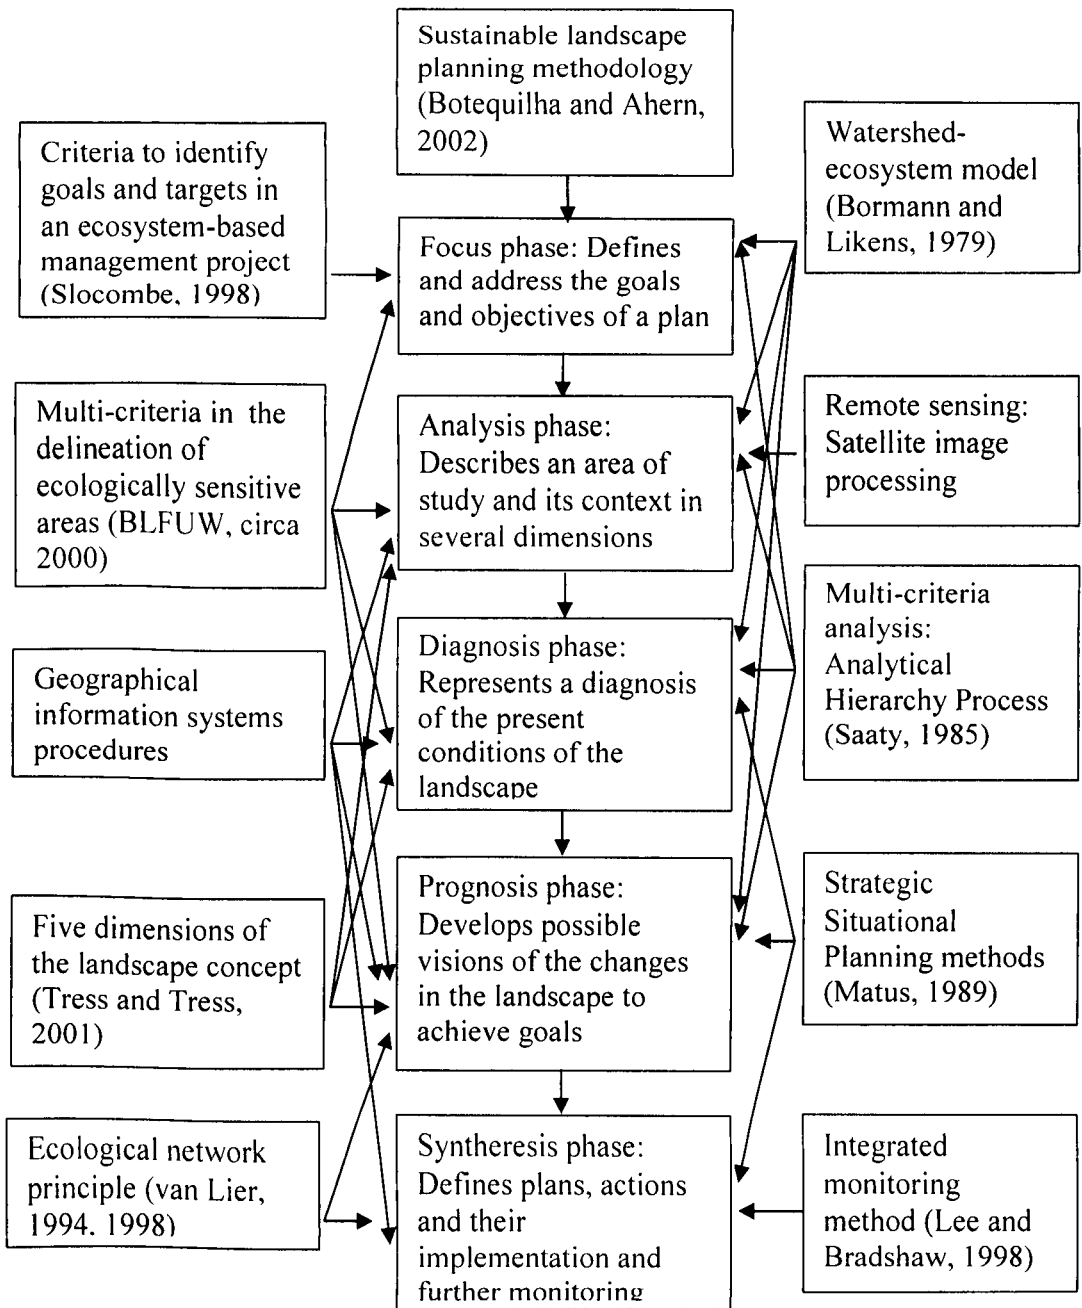 Sustainable landscape
planning methodology
(Botequilha and Ahern,
2002)
Criteria to identify
goals and targets in
an ecosystem-based
management project
(Slocombe, 1998)
Watershed-
ecosystem model
(Bormann and
Likens, 1979)
Focus phase: Defines
and address the goals
and objectives of a plan
Multi-criteria in the
delineation of
ecologically sensitive
areas (BLFUW, circa
2000)
Analysis phase:
Describes an area of
study and its context in
several dimensions
Remote sensing:
Satellite image
processing
Geographical
information systems
procedures
Diagnosis phase:
Represents a diagnosis
of the present
conditions of the
landscape
Multi-criteria
analysis:
Analytical
Hierarchy Process
(Saaty, 1985)
Five dimensions of
the landscape concept
(Tress and Tress,
2001)
Prognosis phase:
Develops possible
visions of the changes
in the landscape to
achieve goals
Strategic
Situational
Planning methods
(Matus, 1989)
Ecological network
principle (van Lier,
1994. 1998)
Syntheresis phase:
Defines plans, actions
and their
implementation and
further monitoring
Integrated
monitoring
method (Lee and
Bradshaw, 1998)